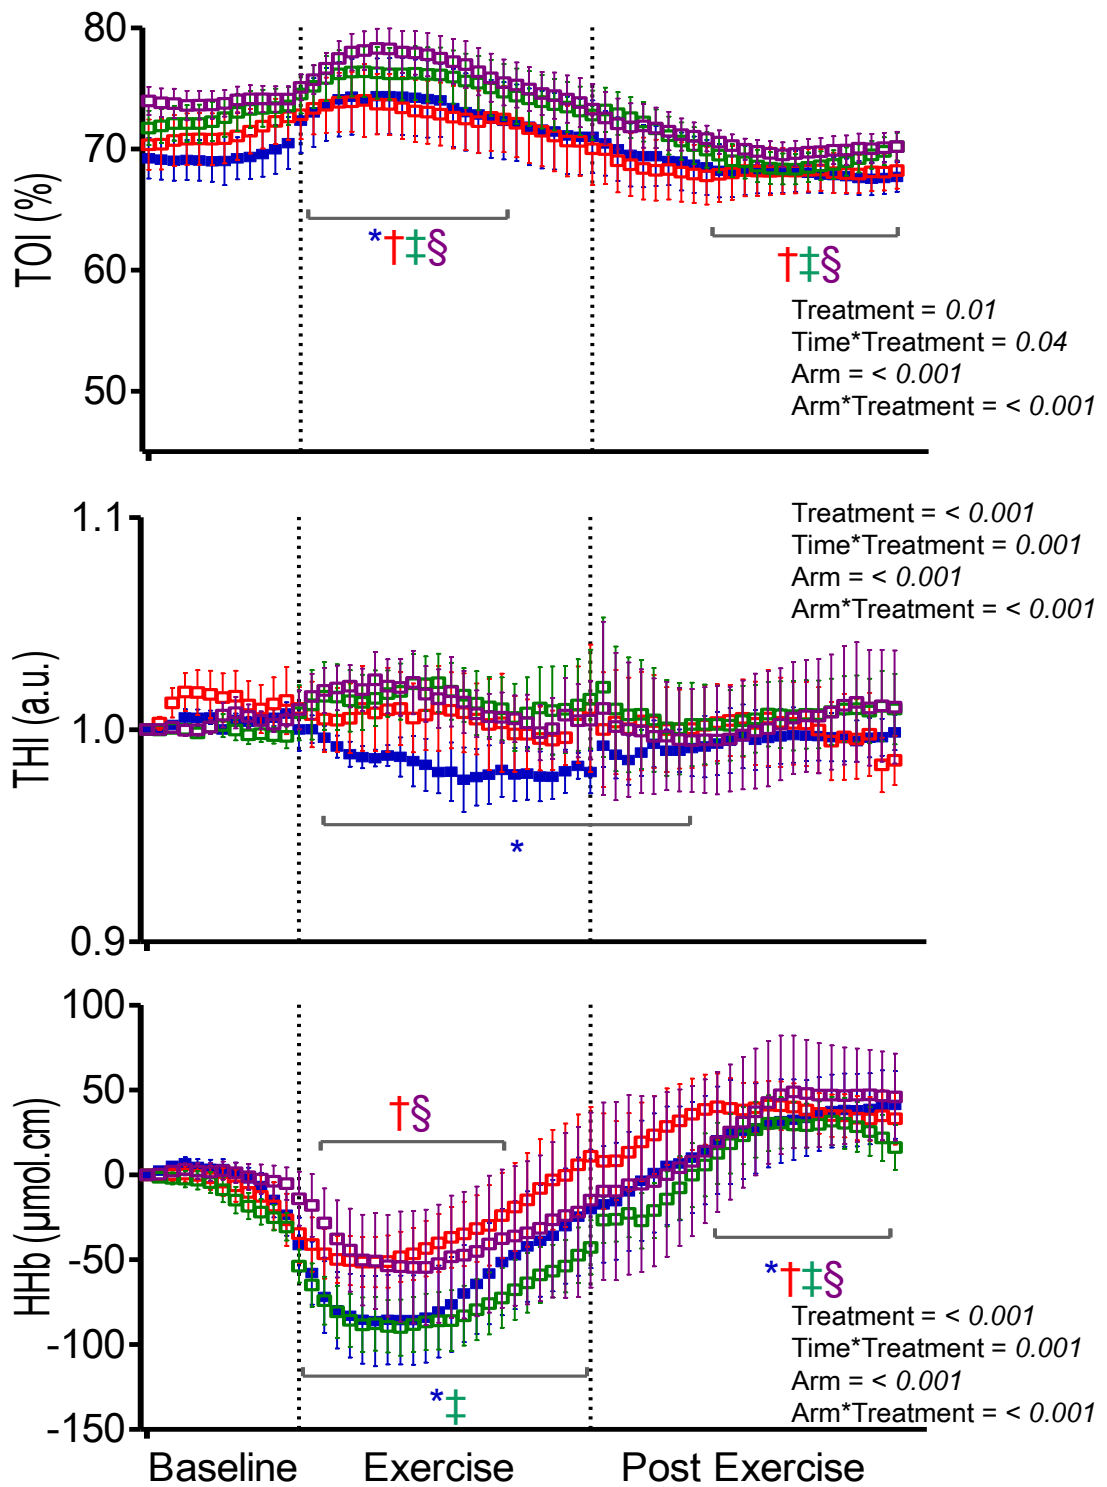 80
70
60
50
TOI (%)
*†‡§
†‡§
Treatment = 0.01
Time*Treatment = 0.04
Arm = < 0.001
Arm*Treatment = < 0.001
1.1
1.0
0.9
THI (a.u.)
Treatment = < 0.001
Time*Treatment = 0.001
Arm = < 0.001
Arm*Treatment = < 0.001
*
100
50
0
-50
-100
-150
HHb (µmol.cm)
†§
*‡
*†‡§
Treatment = < 0.001
Time*Treatment = 0.001
Arm = < 0.001
Arm*Treatment = < 0.001
Baseline Exercise Post Exercise